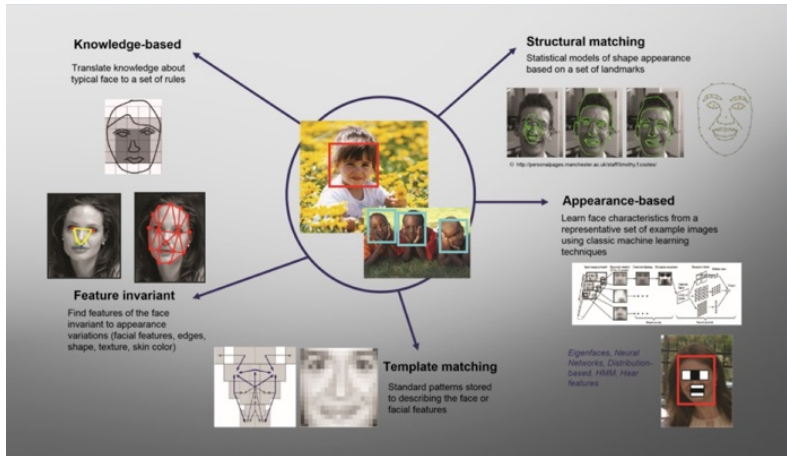 Knowledge-based
Translate knowledge about
typical face to a set of rules
Structural matching
Statistical models of shape appearance
based on a set of landmarks
Appearance-based
Learn face characteristics from a
representative set of example images
using classic machine learning
techniques
Eigenfaces, Neural
Networks, Distribution-
based, HMM, Haar
features
Feature invariant
Find features of the face
invariant to appearance
variations (facial features, edges,
shape, texture, skin color)
Template matching
Standard patterns stored
to describing the face or
facial features